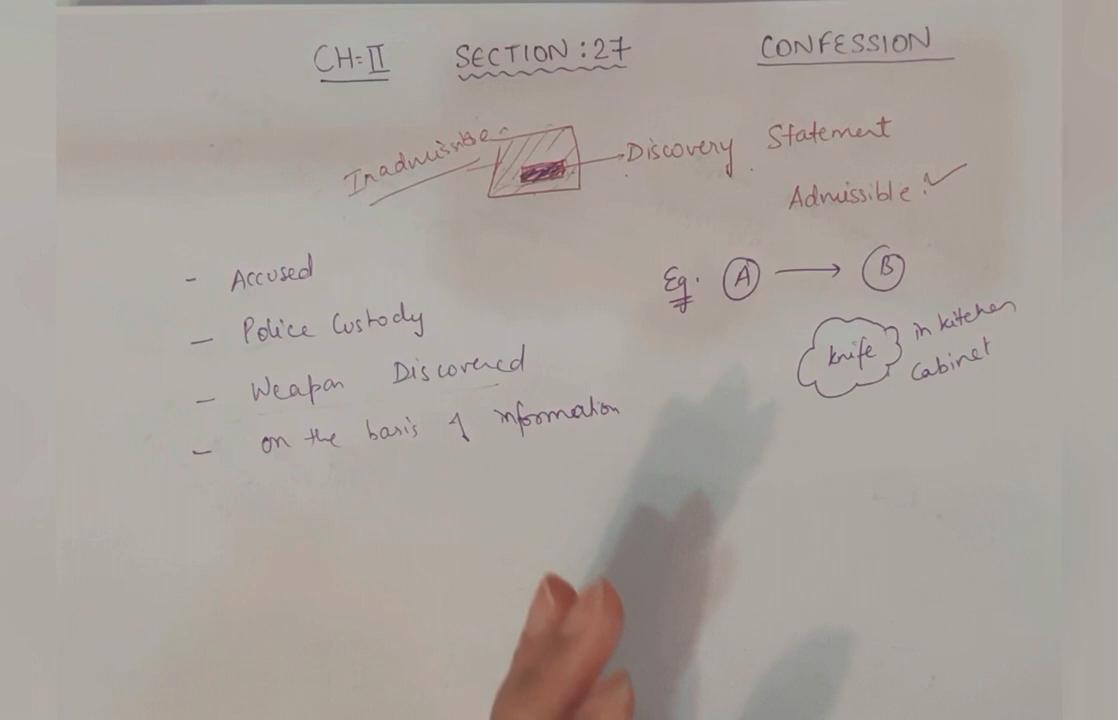 CH=II SECTION: 27 CONFESSION
Inadmissible
Discovery Statement
Admissible ✓
- Accused
- Police Custody
- Weapon Discovered
- on the basis of information
Eg. A → B
knife
in kitchen
cabinet